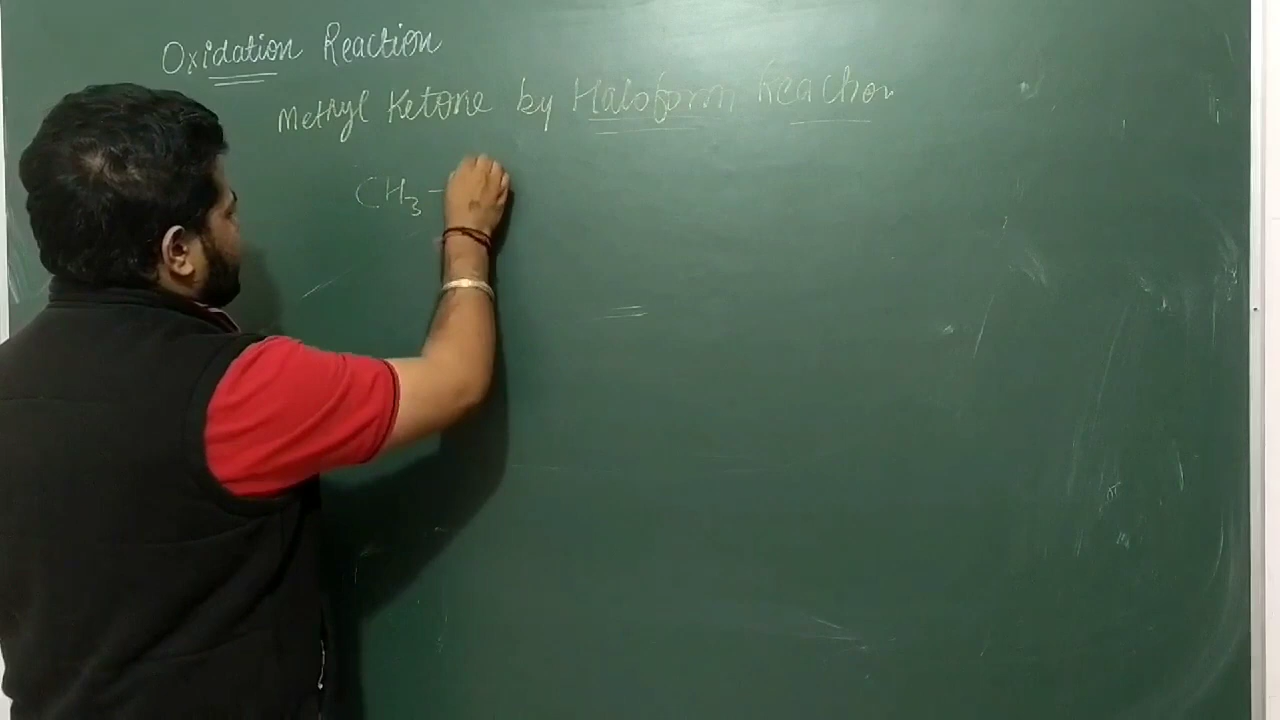 Oxidation Reaction
Methyl Ketone by Haloform Reaction
CH3 –